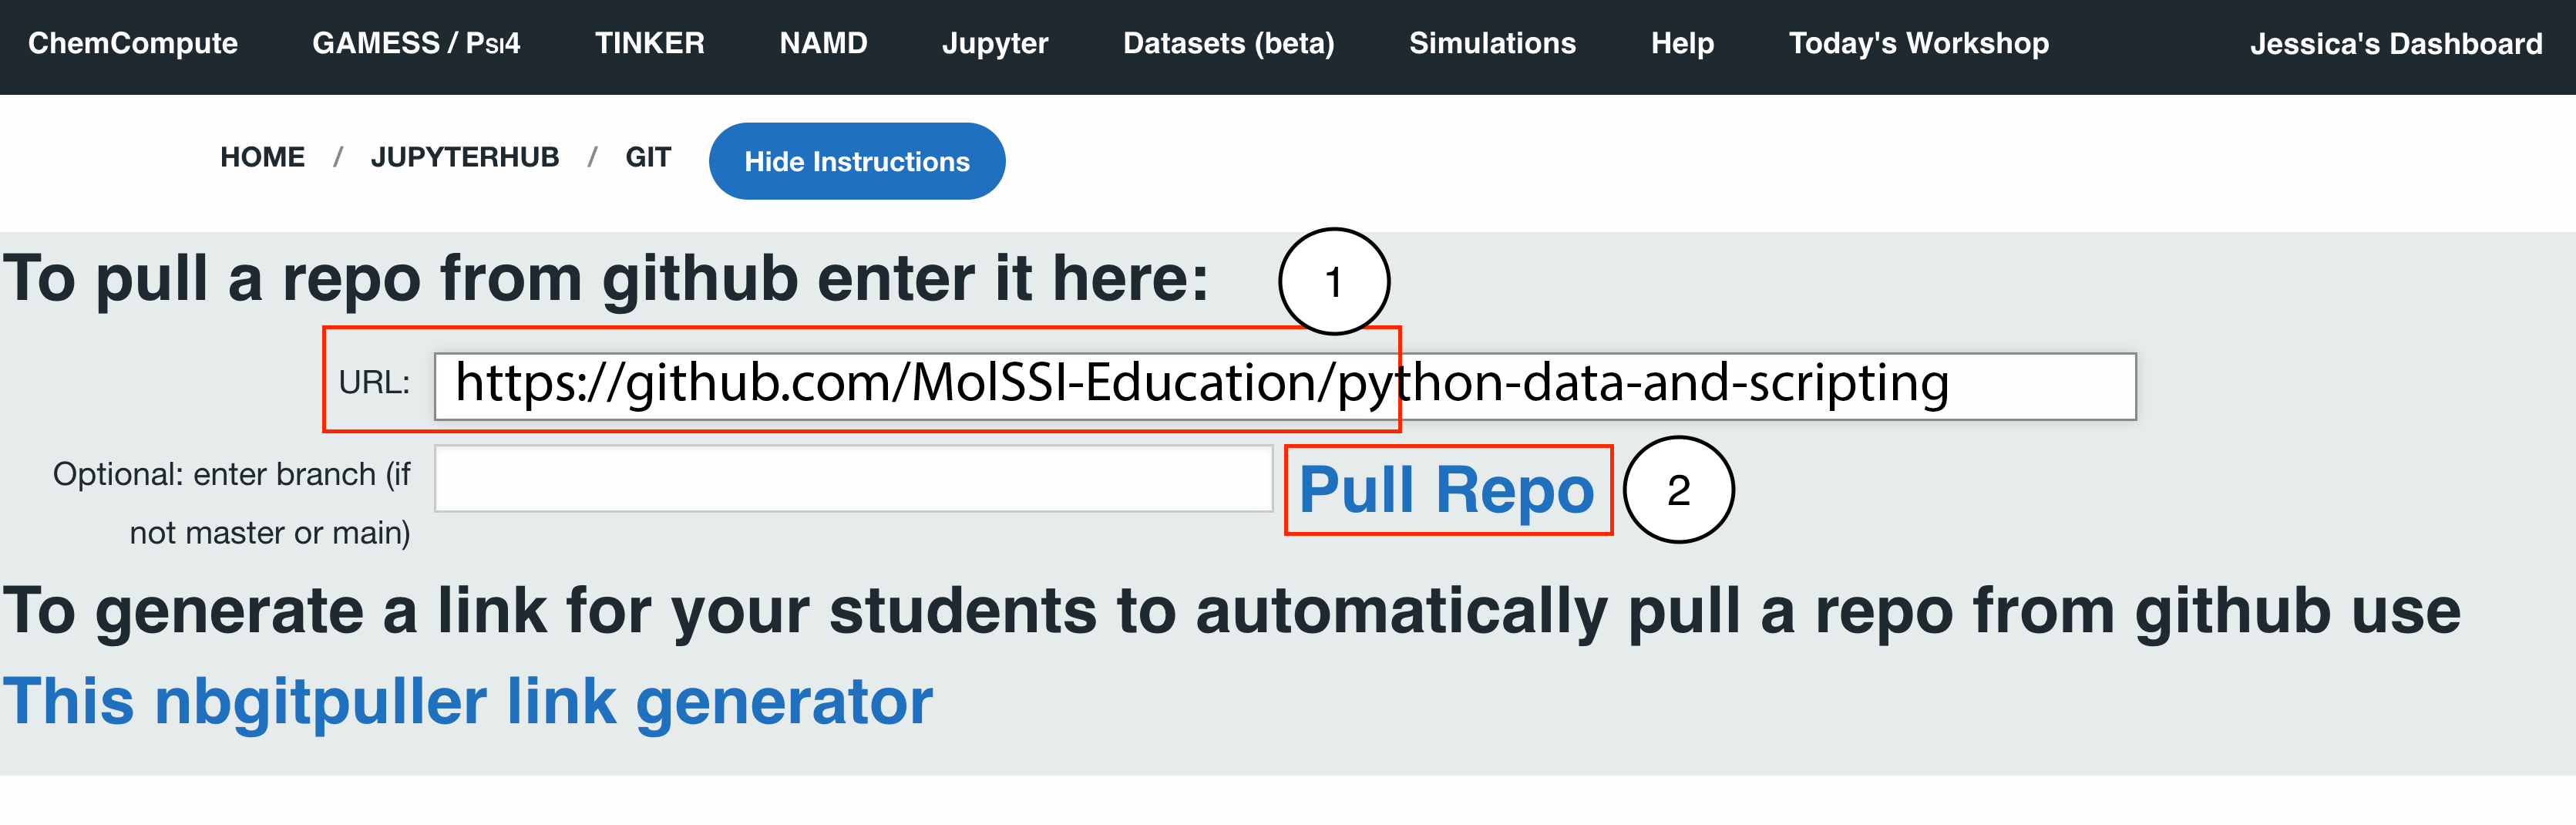 ChemCompute GAMESS / Psi4 TINKER NAMD Jupyter Datasets (beta) Simulations Help Today's Workshop Jessica's Dashboard
HOME / JUPYTERHUB / GIT Hide Instructions
To pull a repo from github enter it here: 1
URL: https://github.com/MolSSI-Education/python-data-and-scripting
Optional: enter branch (if
not master or main)
Pull Repo 2
To generate a link for your students to automatically pull a repo from github use
This nbgitpuller link generator